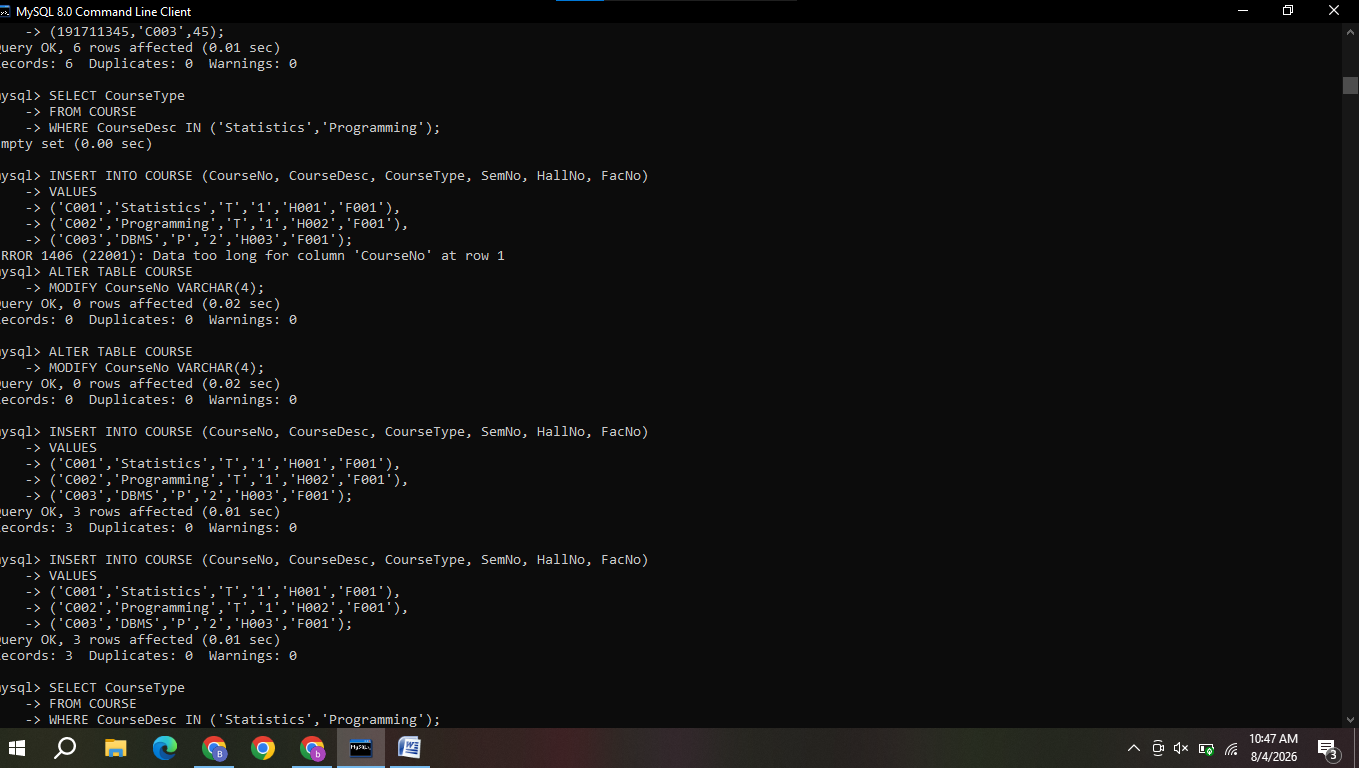 MySQL 8.0 Command Line Client
-> (191711345,'C003',45);
uery OK, 6 rows affected (0.01 sec)
ecords: 6  Duplicates: 0  Warnings: 0
ysql> SELECT CourseType
-> FROM COURSE
-> WHERE CourseDesc IN ('Statistics','Programming');
mpty set (0.00 sec)
ysql> INSERT INTO COURSE (CourseNo, CourseDesc, CourseType, SemNo, HallNo, FacNo)
-> VALUES
-> ('C001','Statistics','T','1','H001','F001'),
-> ('C002','Programming','T','1','H002','F001'),
-> ('C003','DBMS','P','2','H003','F001');
RROR 1406 (22001): Data too long for column 'CourseNo' at row 1
ysql> ALTER TABLE COURSE
-> MODIFY CourseNo VARCHAR(4);
uery OK, 0 rows affected (0.02 sec)
ecords: 0  Duplicates: 0  Warnings: 0
ysql> ALTER TABLE COURSE
-> MODIFY CourseNo VARCHAR(4);
uery OK, 0 rows affected (0.02 sec)
ecords: 0  Duplicates: 0  Warnings: 0
ysql> INSERT INTO COURSE (CourseNo, CourseDesc, CourseType, SemNo, HallNo, FacNo)
-> VALUES
-> ('C001','Statistics','T','1','H001','F001'),
-> ('C002','Programming','T','1','H002','F001'),
-> ('C003','DBMS','P','2','H003','F001');
uery OK, 3 rows affected (0.01 sec)
ecords: 3  Duplicates: 0  Warnings: 0
ysql> INSERT INTO COURSE (CourseNo, CourseDesc, CourseType, SemNo, HallNo, FacNo)
-> VALUES
-> ('C001','Statistics','T','1','H001','F001'),
-> ('C002','Programming','T','1','H002','F001'),
-> ('C003','DBMS','P','2','H003','F001');
uery OK, 3 rows affected (0.01 sec)
ecords: 3  Duplicates: 0  Warnings: 0
ysql> SELECT CourseType
-> FROM COURSE
-> WHERE CourseDesc IN ('Statistics','Programming');
B
b
MySQL
W
10:47 AM
8/4/2026
3